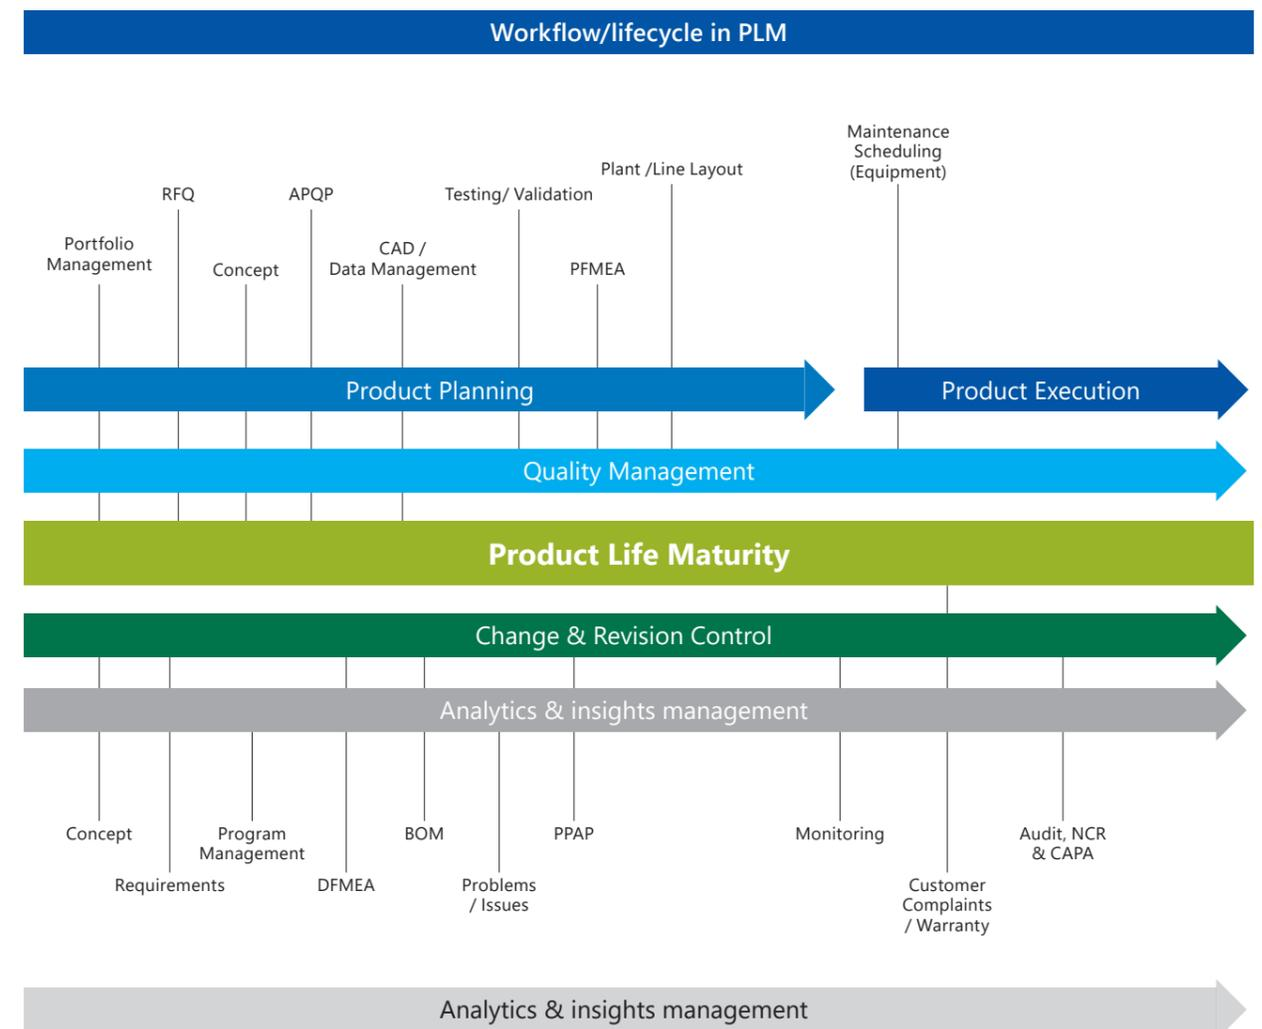 Workflow/lifecycle in PLM
Maintenance
Scheduling
(Equipment)
Plant /Line Layout
RFQ
APQP
Testing/ Validation
Portfolio
Management
Concept
CAD /
Data Management
PFMEA
Product Planning
Product Execution
Quality Management
Product Life Maturity
Change & Revision Control
Analytics & insights management
Concept
Program
Management
BOM
PPAP
Monitoring
Audit, NCR
& CAPA
Requirements
DFMEA
Problems
/ Issues
Customer
Complaints
/ Warranty
Analytics & insights management